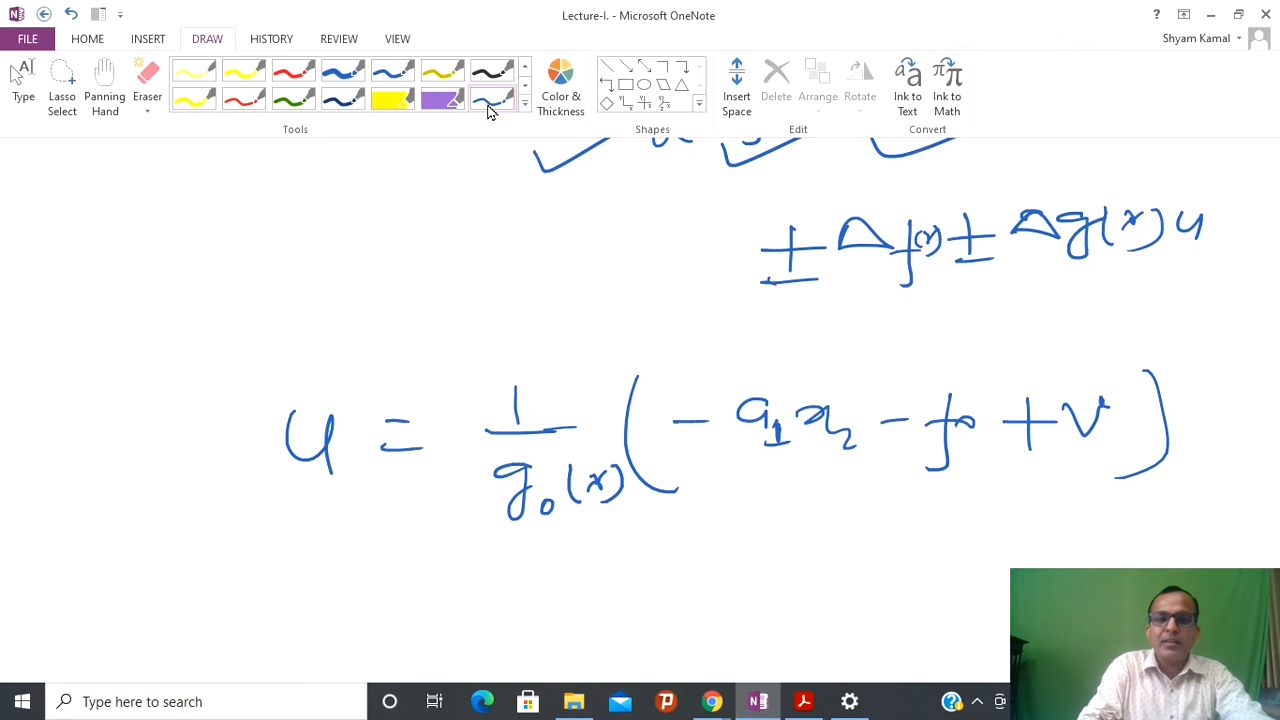 Lecture-I. - Microsoft OneNote
FILE HOME INSERT DRAW HISTORY REVIEW VIEW Shyam Kamal
Type Lasso Select Panning Hand Eraser Color & Thickness Insert Space Delete Arrange Rotate Ink to Text Ink to Math
Tools Shapes Edit Convert
± Δf(x) ± Δg(x) u
u = 1/g₀(x) (- a₁x₂ - f₀ + v)
Type here to search